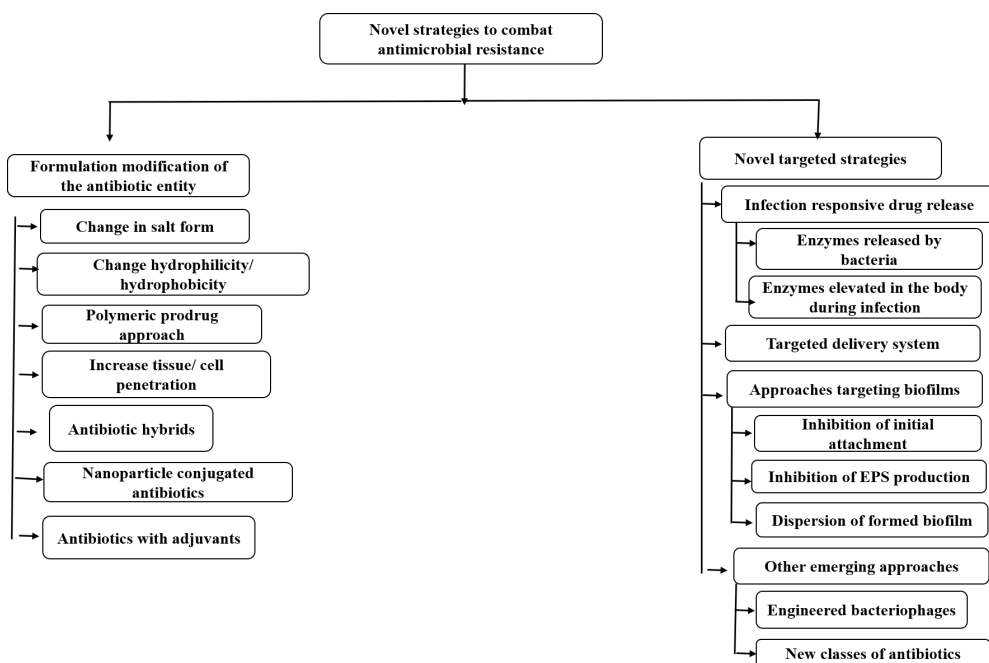 Novel strategies to combat
antimicrobial resistance
Formulation modification of
the antibiotic entity
Change in salt form
Change hydrophilicity/
hydrophobicity
Polymeric prodrug
approach
Increase tissue/ cell
penetration
Antibiotic hybrids
Nanoparticle conjugated
antibiotics
Antibiotics with adjuvants
Novel targeted strategies
Infection responsive drug release
Enzymes released by
bacteria
Enzymes elevated in the body
during infection
Targeted delivery system
Approaches targeting biofilms
Inhibition of initial
attachment
Inhibition of EPS production
Dispersion of formed biofilm
Other emerging approaches
Engineered bacteriophages
New classes of antibiotics